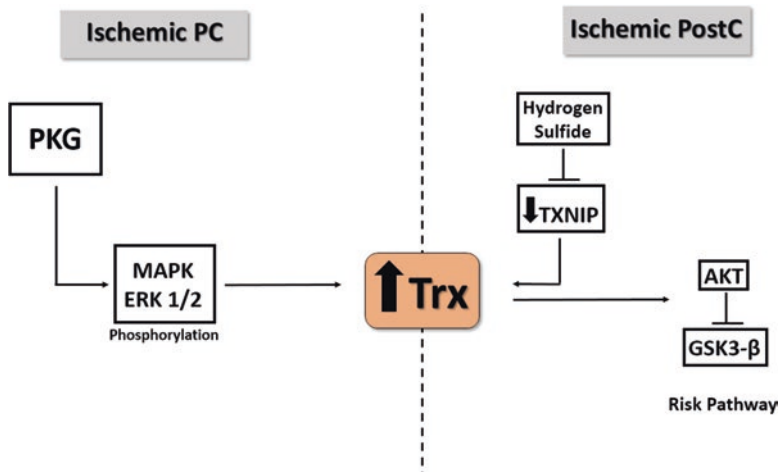 Ischemic PC
Ischemic PostC
PKG
MAPK
ERK 1/2
Phosphorylation
Trx
Hydrogen
Sulfide
TXNIP
AKT
GSK3-β
Risk Pathway